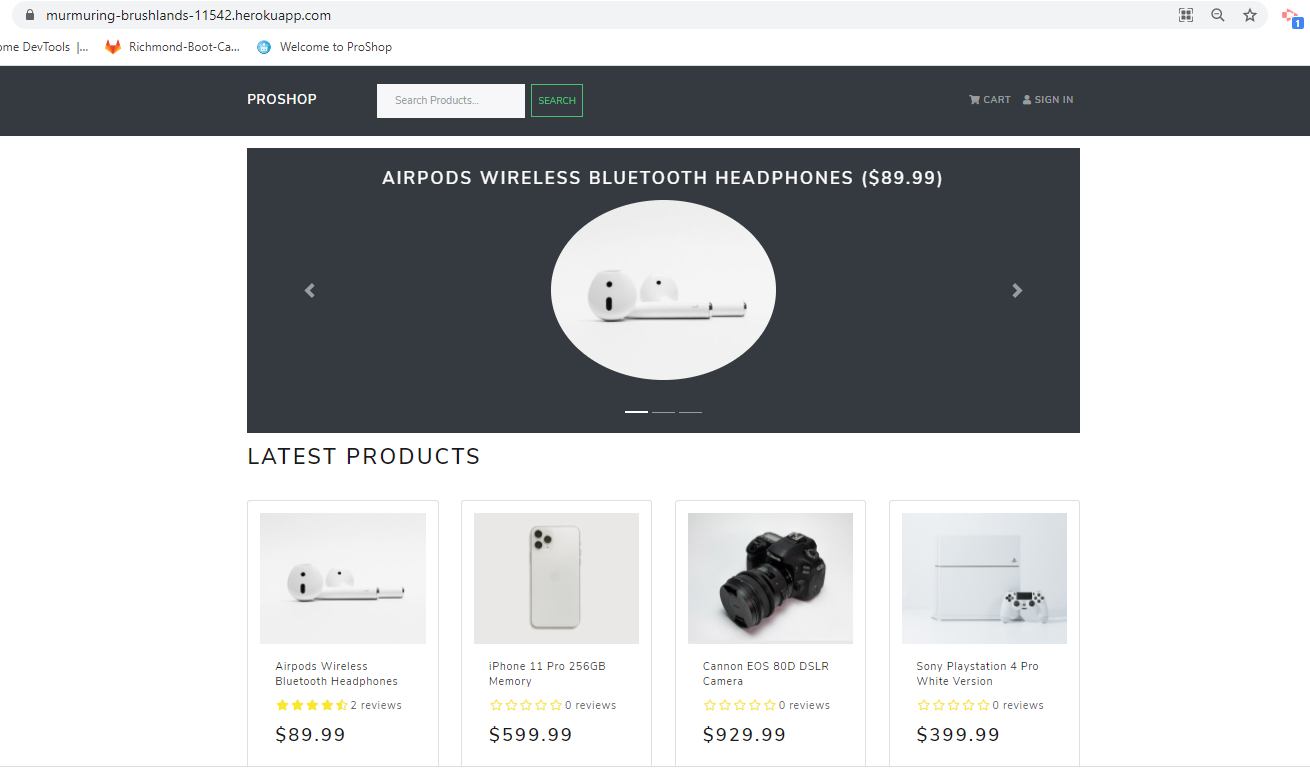 murmuring-brushlands-11542.herokuapp.com
ome DevTools |... Richmond-Boot-Ca... Welcome to ProShop
1
PROSHOP Search Products... SEARCH CART SIGN IN
AIRPODS WIRELESS BLUETOOTH HEADPHONES ($89.99)
LATEST PRODUCTS
Airpods Wireless
Bluetooth Headphones
2 reviews
$89.99
iPhone 11 Pro 256GB
Memory
0 reviews
$599.99
Cannon EOS 80D DSLR
Camera
0 reviews
$929.99
Sony Playstation 4 Pro
White Version
0 reviews
$399.99